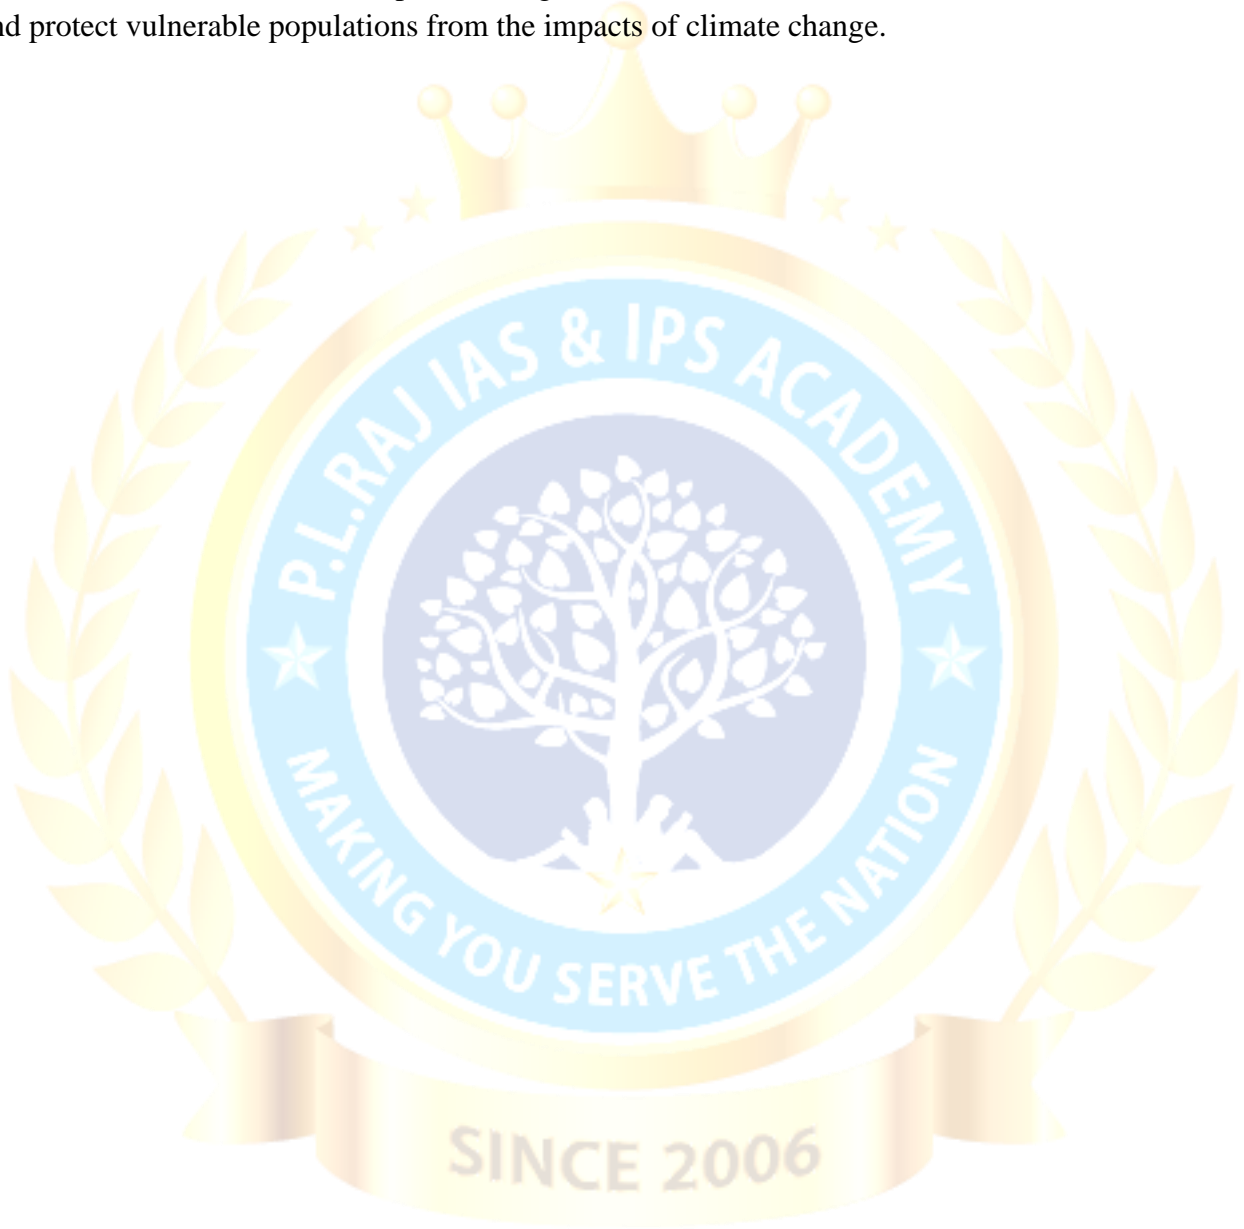 nd protect vulnerable populations from the impacts of climate change.
P.L.RAJ IAS & IPS ACADEMY
MAKING YOU SERVE THE NATION
SINCE 2006